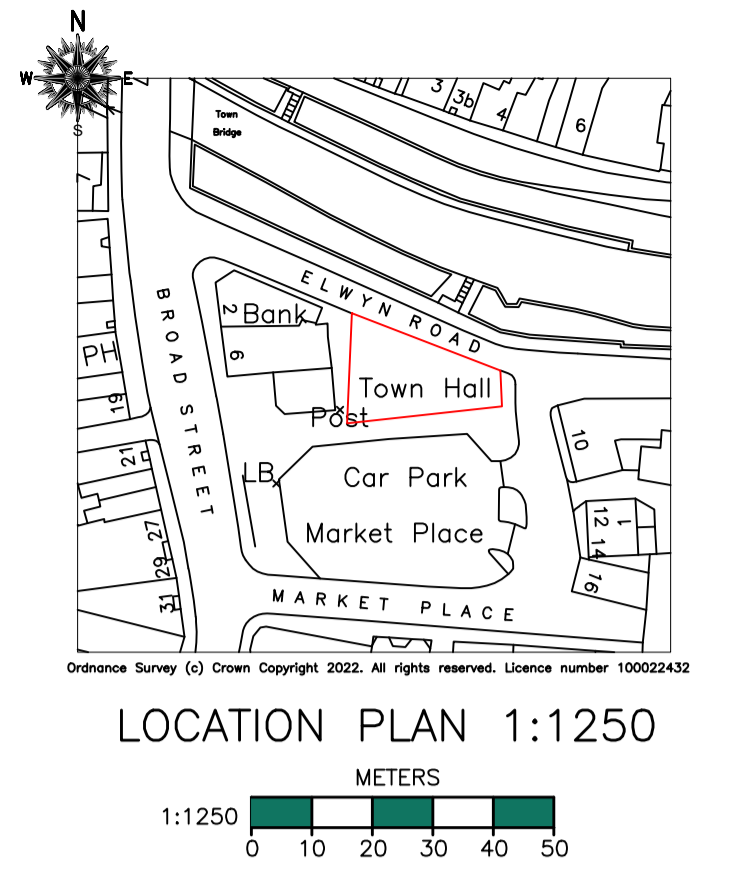 N
W E
S
3
3b
4
6
Town
Bridge
ELWYN ROAD
BROAD STREET
2
Bank
6
PH
Town Hall
19
Post
10
21
LB
Car Park
Market Place
12
1
14
27
29
16
31
MARKET PLACE
Ordnance Survey (c) Crown Copyright 2022. All rights reserved. Licence number 100022432
LOCATION PLAN 1:1250
METERS
1:1250
0 10 20 30 40 50